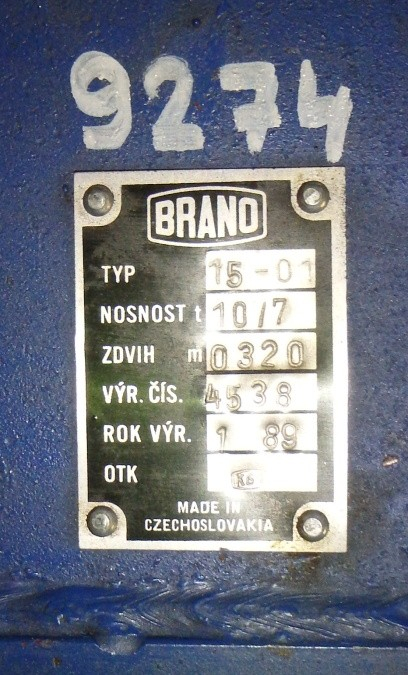 9274
BRANO
TYP 15-01
NOSNOST t 10/7
ZDVIH m 0320
VÝR. ČÍS. 4538
ROK VÝR. 1 89
OTK
MADE IN
CZECHOSLOVAKIA